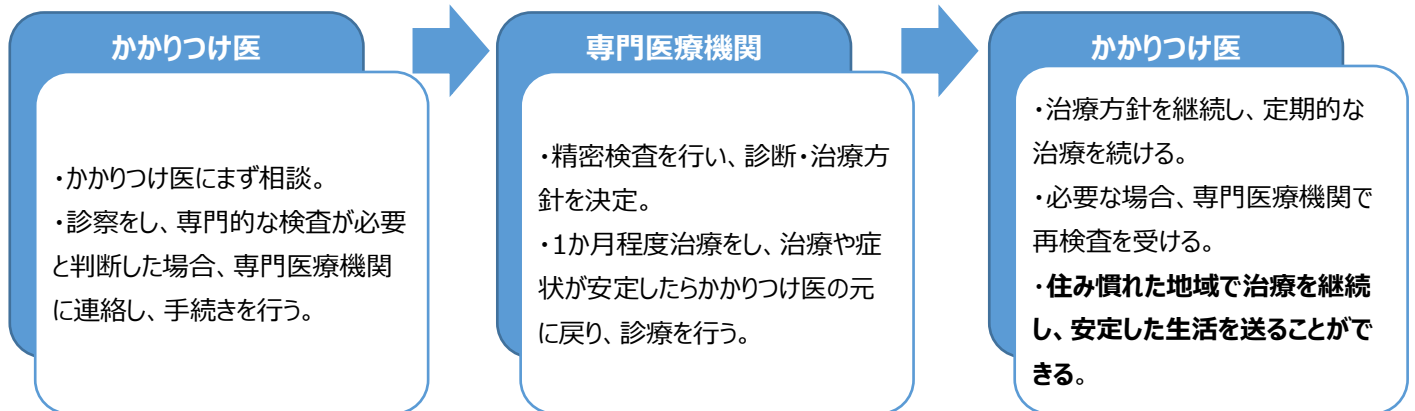 かかりつけ医
・かかりつけ医にまず相談。
・診察をし、専門的な検査が必要
と判断した場合、専門医療機関
に連絡し、手続きを行う。
専門医療機関
・精密検査を行い、診断・治療方
針を決定。
・1か月程度治療をし、治療や症
状が安定したらかかりつけ医の元
に戻り、診療を行う。
かかりつけ医
・治療方針を継続し、定期的な
治療を続ける。
・必要な場合、専門医療機関で
再検査を受ける。
・住み慣れた地域で治療を継続
し、安定した生活を送ることがで
きる。